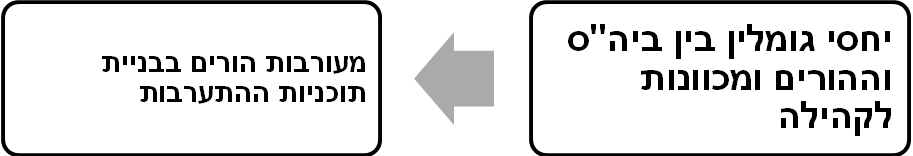 יחסי גומלין בין ביה"ס
וההורים ומכוונות
לקהילה
מעורבות הורים בבניית
תוכניות ההתערבות